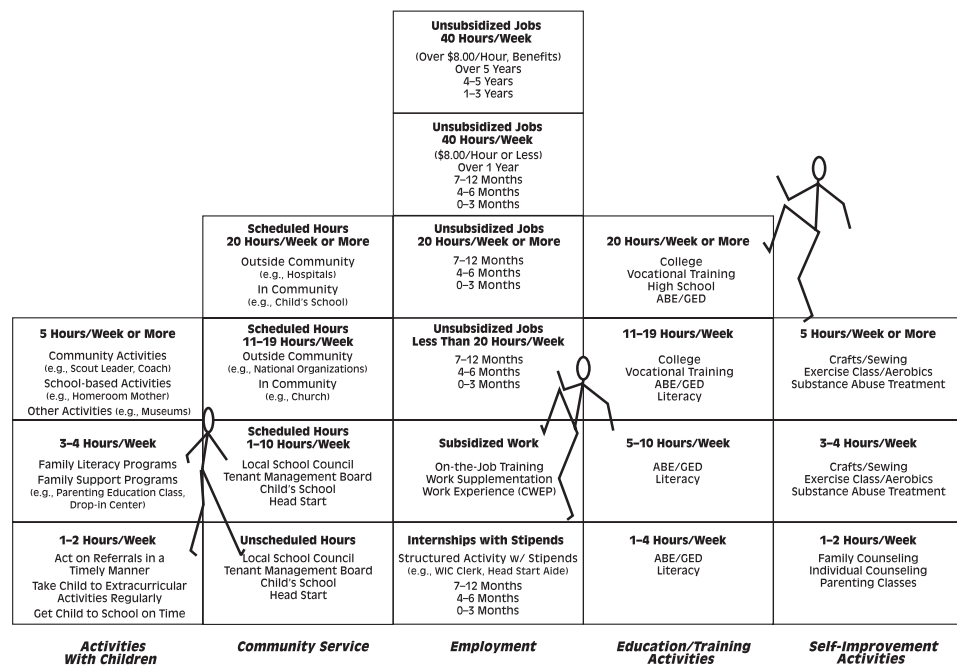 Unsubsidized Jobs
40 Hours/Week
(Over $8.00/Hour, Benefits)
Over 5 Years
4–5 Years
1–3 Years
Unsubsidized Jobs
40 Hours/Week
($8.00/Hour or Less)
Over 1 Year
7–12 Months
4–6 Months
0–3 Months
Scheduled Hours
20 Hours/Week or More
Outside Community
(e.g., Hospitals)
In Community
(e.g., Child's School)
Unsubsidized Jobs
20 Hours/Week or More
7–12 Months
4–6 Months
0–3 Months
20 Hours/Week or More
College
Vocational Training
High School
ABE/GED
5 Hours/Week or More
Community Activities
(e.g., Scout Leader, Coach)
School-based Activities
(e.g., Homeroom Mother)
Other Activities (e.g., Museums)
Scheduled Hours
11–19 Hours/Week
Outside Community
(e.g., National Organizations)
In Community
(e.g., Church)
Unsubsidized Jobs
Less Than 20 Hours/Week
7–12 Months
4–6 Months
0–3 Months
11–19 Hours/Week
College
Vocational Training
ABE/GED
Literacy
5 Hours/Week or More
Crafts/Sewing
Exercise Class/Aerobics
Substance Abuse Treatment
3–4 Hours/Week
Family Literacy Programs
Family Support Programs
(e.g., Parenting Education Class,
Drop-in Center)
Scheduled Hours
1–10 Hours/Week
Local School Council
Tenant Management Board
Child's School
Head Start
Subsidized Work
On-the-Job Training
Work Supplementation
Work Experience (CWEP)
5–10 Hours/Week
ABE/GED
Literacy
3–4 Hours/Week
Crafts/Sewing
Exercise Class/Aerobics
Substance Abuse Treatment
1–2 Hours/Week
Act on Referrals in a
Timely Manner
Take Child to Extracurricular
Activities Regularly
Get Child to School on Time
Unscheduled Hours
Local School Council
Tenant Management Board
Child's School
Head Start
Internships with Stipends
Structured Activity w/ Stipends
(e.g., WIC Clerk, Head Start Aide)
7–12 Months
4–6 Months
0–3 Months
1–4 Hours/Week
ABE/GED
Literacy
1–2 Hours/Week
Family Counseling
Individual Counseling
Parenting Classes
Activities
With Children
Community Service
Employment
Education/Training
Activities
Self-Improvement
Activities